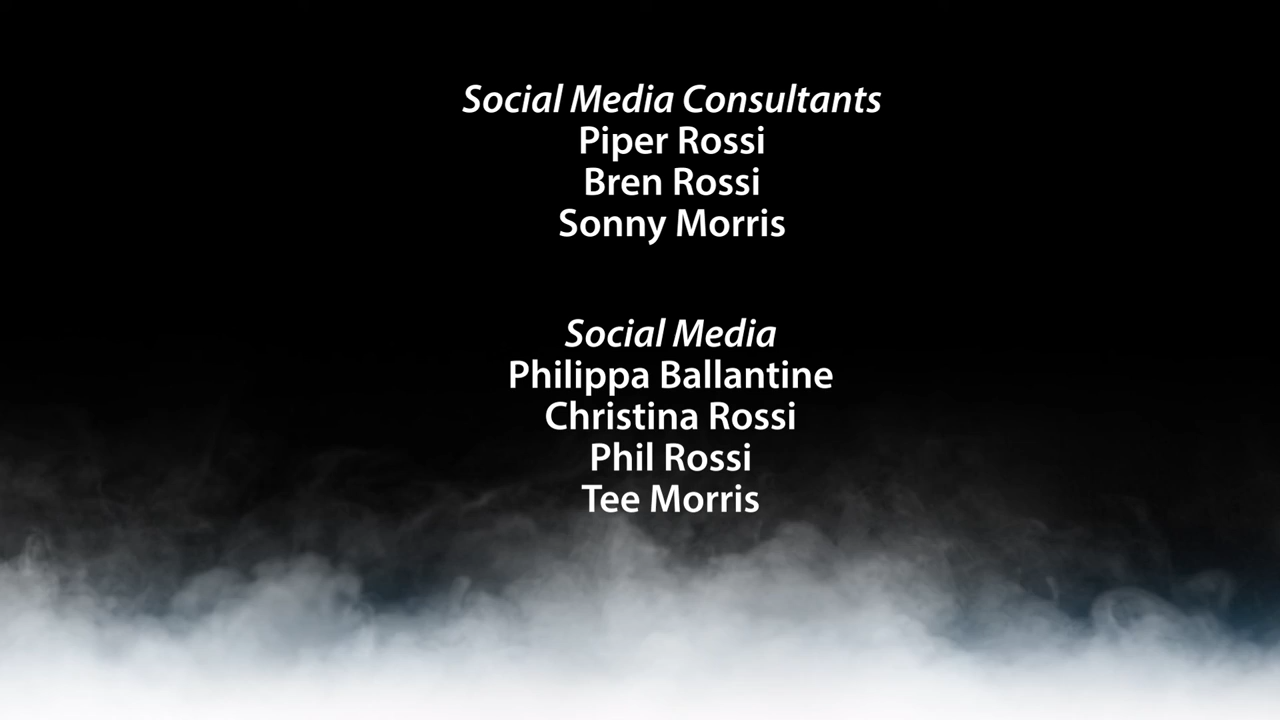 Social Media Consultants
Piper Rossi
Bren Rossi
Sonny Morris
Social Media
Philippa Ballantine
Christina Rossi
Phil Rossi
Tee Morris